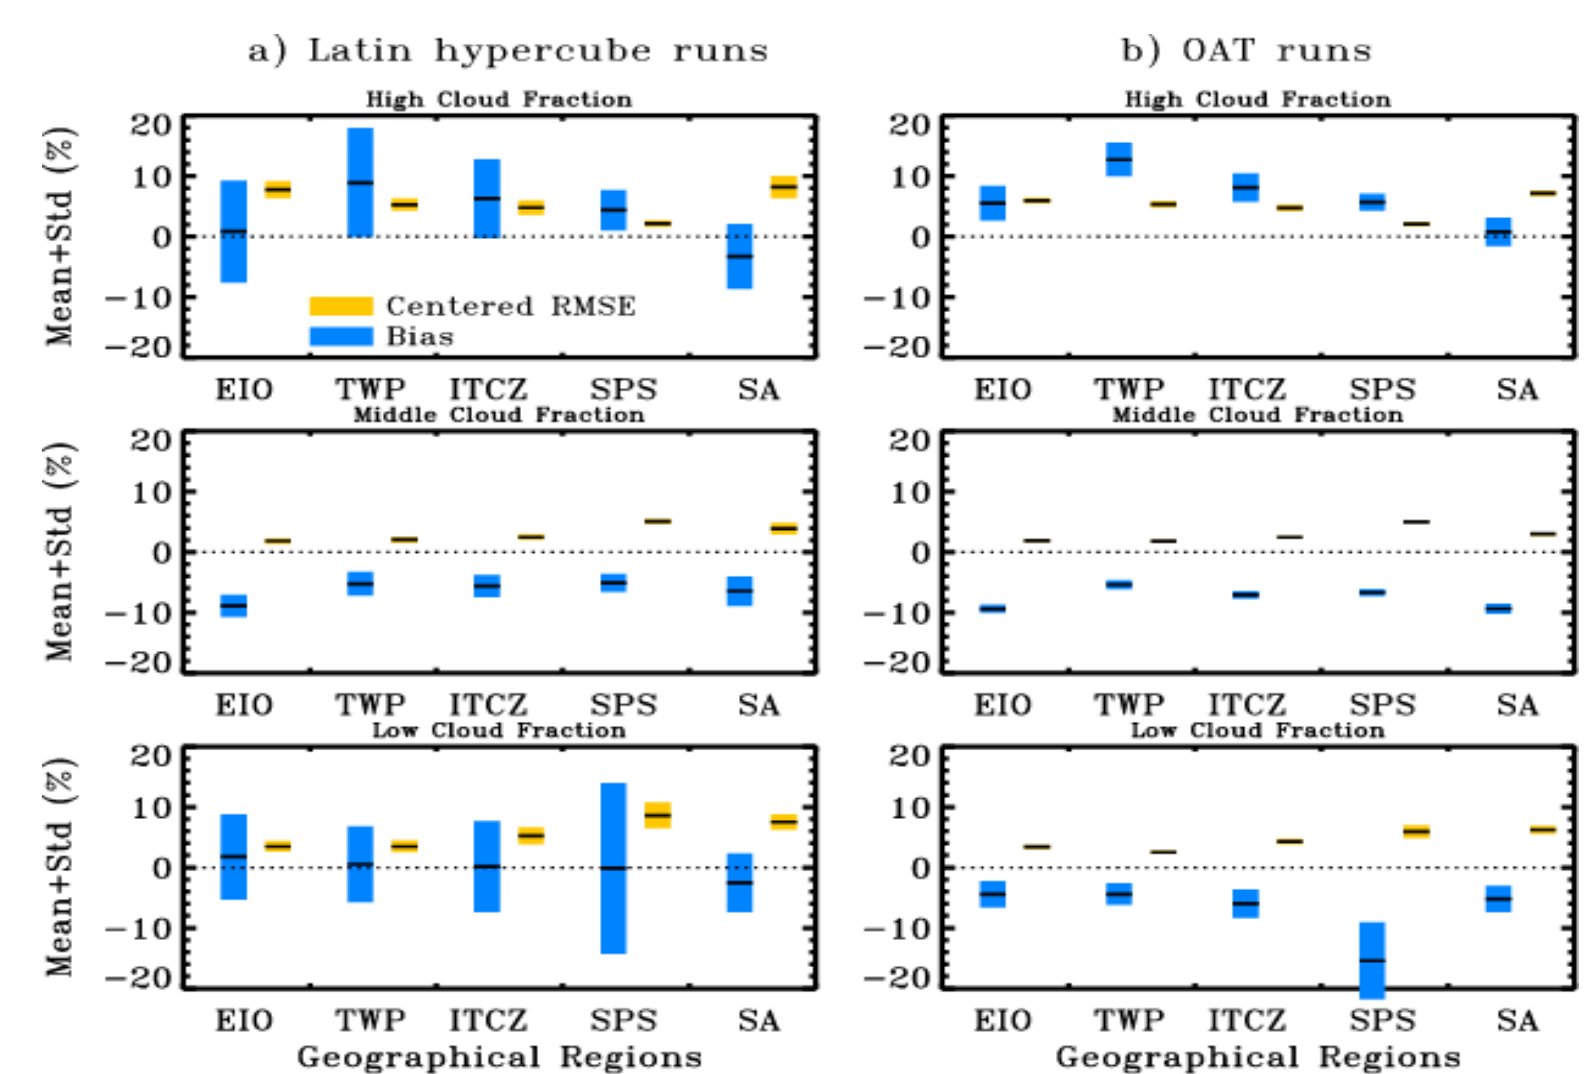 a) Latin hypercube runs
High Cloud Fraction
Mean+Std (%)
20
10
0
−10
−20
Centered RMSE
Bias
EIO TWP ITCZ SPS SA
Middle Cloud Fraction
Mean+Std (%)
20
10
0
−10
−20
EIO TWP ITCZ SPS SA
Low Cloud Fraction
Mean+Std (%)
20
10
0
−10
−20
EIO TWP ITCZ SPS SA
Geographical Regions
b) OAT runs
High Cloud Fraction
20
10
0
−10
−20
EIO TWP ITCZ SPS SA
Middle Cloud Fraction
20
10
0
−10
−20
EIO TWP ITCZ SPS SA
Low Cloud Fraction
20
10
0
−10
−20
EIO TWP ITCZ SPS SA
Geographical Regions